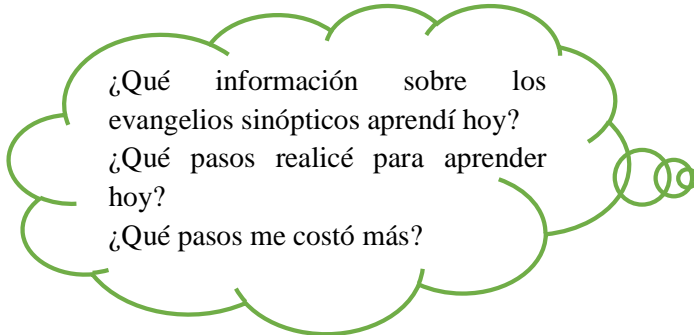 ¿Qué información sobre los
evangelios sinópticos aprendí hoy?
¿Qué pasos realicé para aprender
hoy?
¿Qué pasos me costó más?